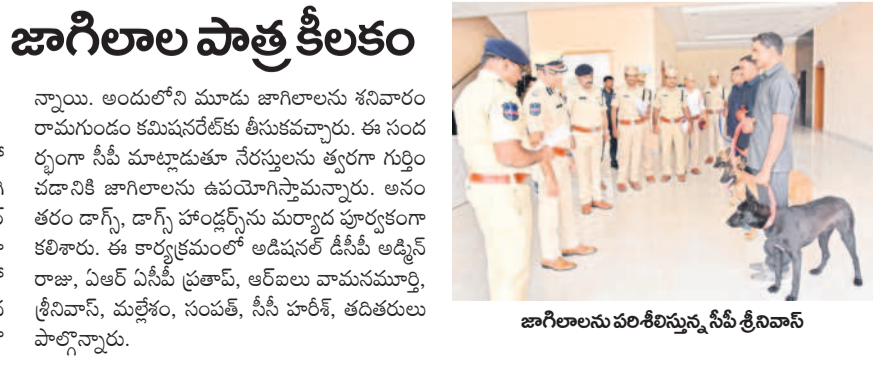 జాగిలాల పాత్ర కీలకం
న్నాయి. అందులోని మూడు జాగిలాలను శనివారం
రామగుండం కమిషనరేట్‌కు తీసుకవచ్చారు. ఈ సంద
ర్భంగా సీపీ మాట్లాడుతూ నేరస్తులను త్వరగా గుర్తిం
చడానికి జాగిలాలను ఉపయోగిస్తామన్నారు. అనం
తరం డాగ్స్, డాగ్స్ హాండ్లర్స్‌ను మర్యాద పూర్వకంగా
కలిశారు. ఈ కార్యక్రమంలో అడిషనల్ డీసీపీ అడ్మిన్
రాజు, ఏఆర్ ఏసీపీ ప్రతాప్, ఆర్ఐలు వామనమూర్తి,
శ్రీనివాస్, మల్లేశం, సంపత్, సీసీ హరీశ్, తదితరులు
పాల్గొన్నారు.
జాగిలాలను పరిశీలిస్తున్న సీపీ శ్రీనివాస్